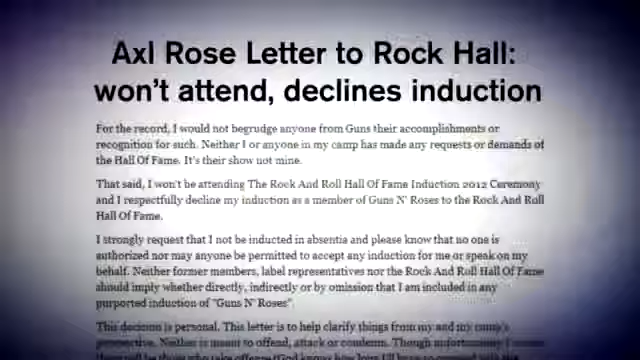 Axl Rose Letter to Rock Hall:
won't attend, declines induction
For the record, I would not begrudge anyone from Guns their accomplishments or
recognition for such. Neither I or anyone in my camp has made any requests or demands of
the Hall Of Fame. It's their show not mine.
That said, I won't be attending The Rock And Roll Hall Of Fame Induction 2012 Ceremony
and I respectfully decline my induction as a member of Guns N' Roses to the Rock And Roll
Hall Of Fame.
I strongly request that I not be inducted in absentia and please know that no one is
authorized nor may anyone be permitted to accept any induction for me or speak on my
behalf. Neither former members, label representatives nor the Rock And Roll Hall Of Fame
should imply whether directly, indirectly or by omission that I am included in any
purported induction of "Guns N' Roses".
This decision is personal. This letter is to help clarify things from my and my camp's
perspective. Neither is meant to offend, attack or condemn. Though unfortunately I